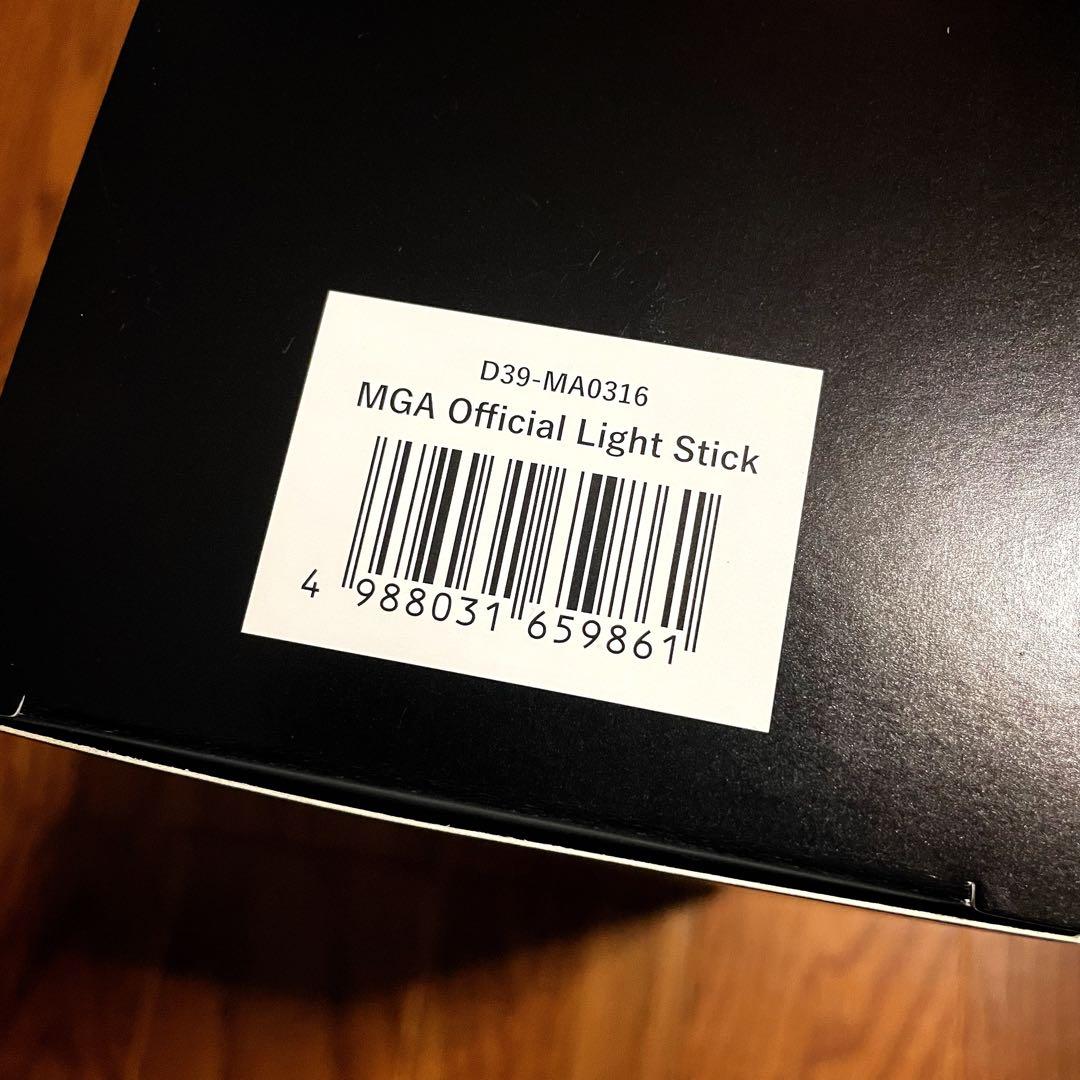 D39-MA0316
MGA Official Light Stick
4 988031 659861